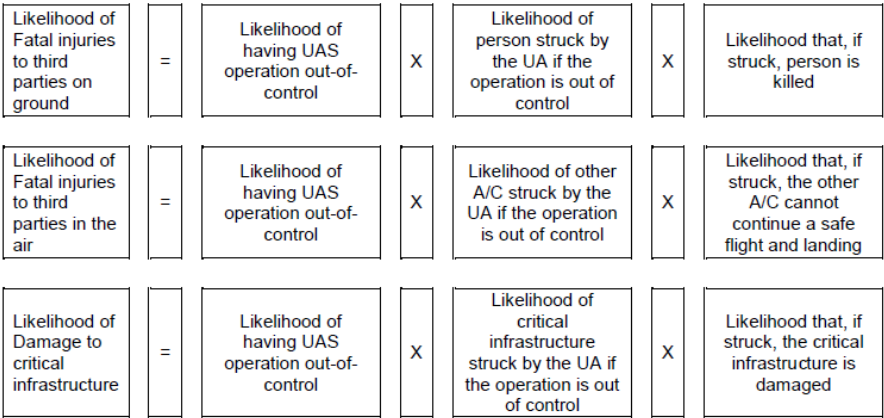 Likelihood of
Fatal injuries
to third
parties on
ground
=
Likelihood of
having UAS
operation out-of-
control
X
Likelihood of
person struck by
the UA if the
operation is out of
control
X
Likelihood that, if
struck, person is
killed
Likelihood of
Fatal injuries
to third
parties in the
air
=
Likelihood of
having UAS
operation out-of-
control
X
Likelihood of other
A/C struck by the
UA if the operation
is out of control
X
Likelihood that, if
struck, the other
A/C cannot
continue a safe
flight and landing
Likelihood of
Damage to
critical
infrastructure
=
Likelihood of
having UAS
operation out-of-
control
X
Likelihood of
critical
infrastructure
struck by the UA if
the operation is out
of control
X
Likelihood that, if
struck, the critical
infrastructure is
damaged